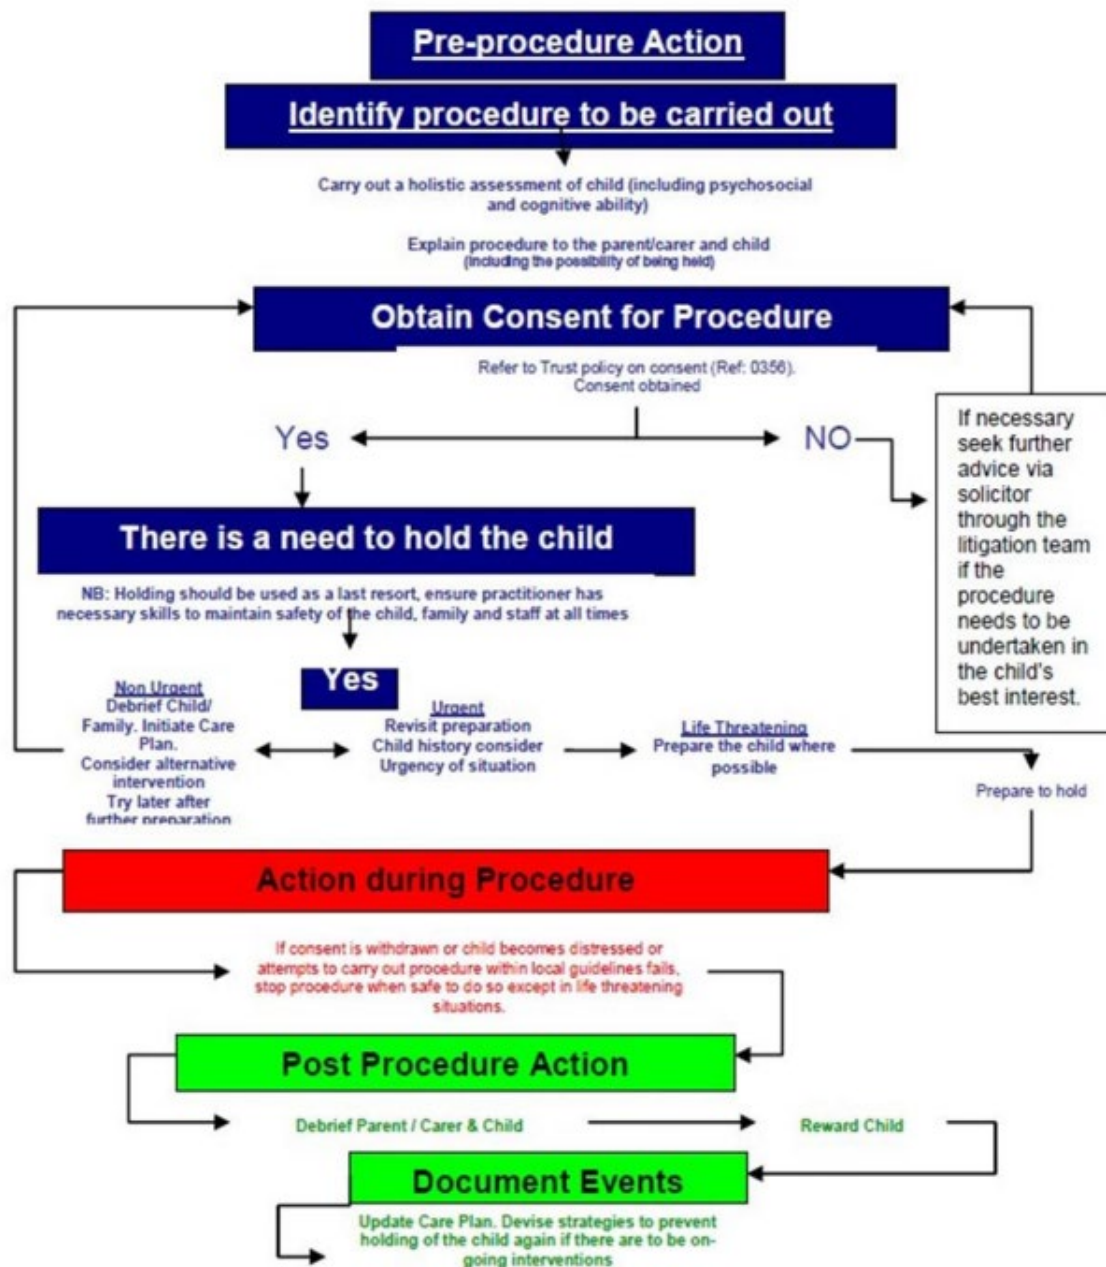 Pre-procedure Action
Identify procedure to be carried out
Carry out a holistic assessment of child (including psychosocial
and cognitive ability)
Explain procedure to the parent/carer and child
(including the possibility of being held)
Obtain Consent for Procedure
Refer to Trust policy on consent (Ref: 0356).
Consent obtained
Yes
NO
If necessary
seek further
advice via
solicitor
through the
litigation team
if the
procedure
needs to be
undertaken in
the child's
best interest.
There is a need to hold the child
NB: Holding should be used as a last resort, ensure practitioner has
necessary skills to maintain safety of the child, family and staff at all times
Yes
Non Urgent
Debrief Child/
Family. Initiate Care
Plan.
Consider alternative
intervention
Try later after
further preparation
Urgent
Revisit preparation
Child history consider
Urgency of situation
Life Threatening
Prepare the child where
possible
Prepare to hold
Action during Procedure
If consent is withdrawn or child becomes distressed or
attempts to carry out procedure within local guidelines fails,
stop procedure when safe to do so except in life threatening
situations.
Post Procedure Action
Debrief Parent / Carer & Child
Reward Child
Document Events
Update Care Plan. Devise strategies to prevent
holding of the child again if there are to be on-
going interventions